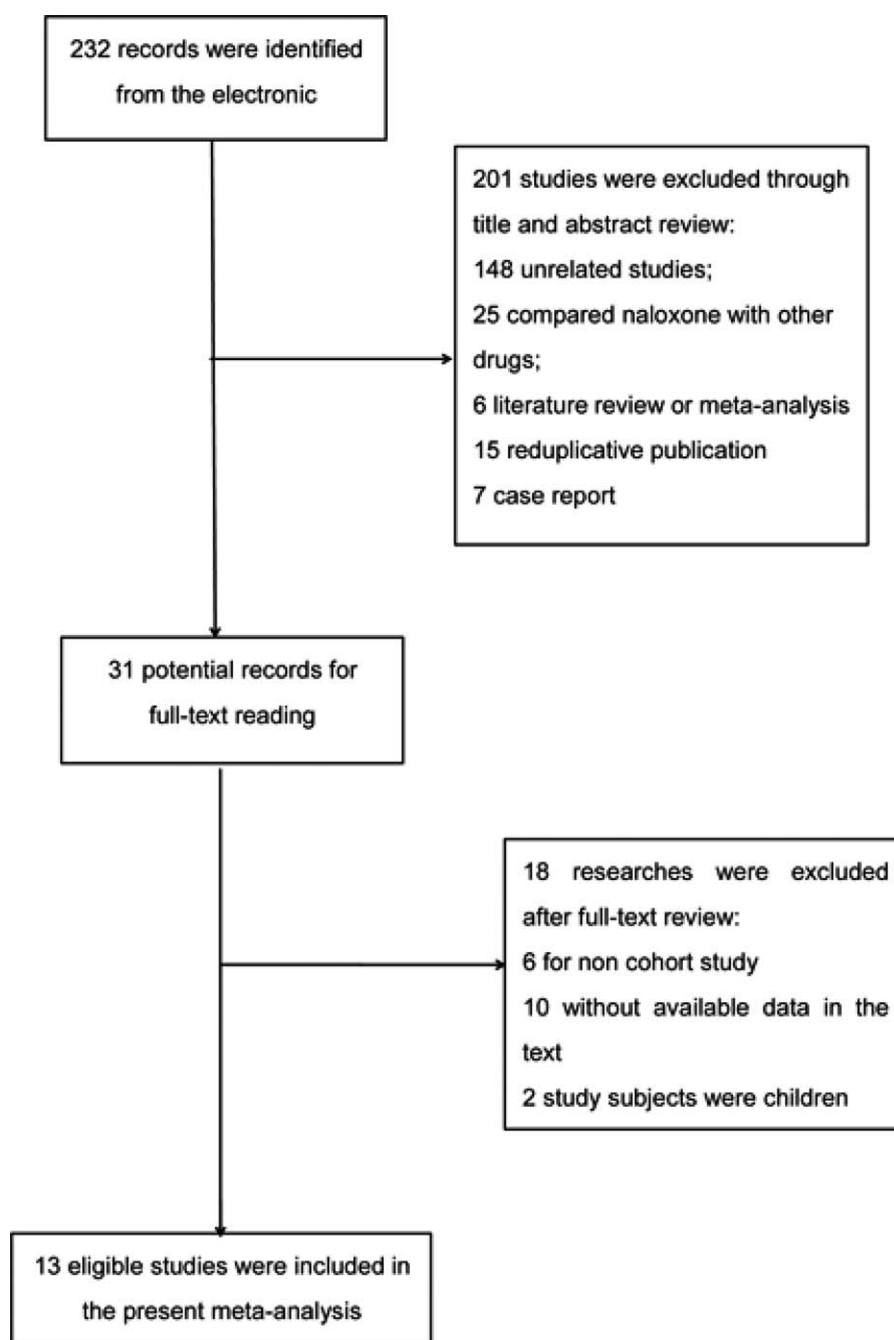 232 records were identified
from the electronic
201 studies were excluded through
title and abstract review:
148 unrelated studies;
25 compared naloxone with other
drugs;
6 literature review or meta-analysis
15 reduplicative publication
7 case report
31 potential records for
full-text reading
18 researches were excluded
after full-text review:
6 for non cohort study
10 without available data in the
text
2 study subjects were children
13 eligible studies were included in
the present meta-analysis